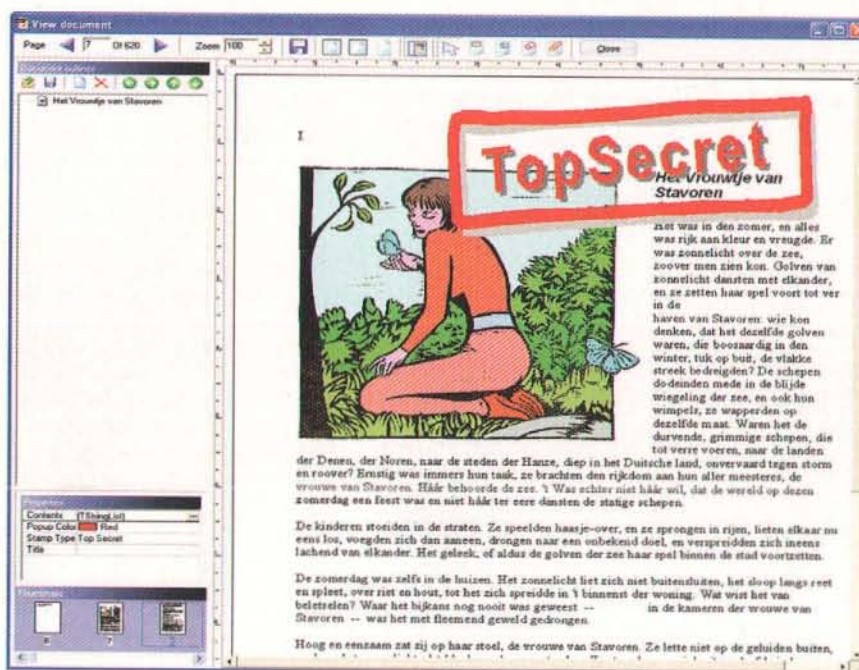 View document
Page 7 Of 620 Zoom 100 Close
Het Vrouwtje van Stavoren
TopSecret
Het Vrouwtje van
Stavoren
Het was in den zomer, en alles
was rijk aan kleur en vreugde. Er
was zonnelicht over de zee,
zoover men zien kon. Golven van
zonnelicht dansten met elkander,
en ze zetten haar spel voort tot ver
in de
haven van Stavoren: wie kon
denken, dat het dezelfde golven
waren, die boosaardig in den
winter, tuk op buit, de vlakke
streek bedreigden? De schepen
dodeinden mede in de blijde
wiegeling der zee, en ook hun
wimpels, ze wapperden op
dezelfde maat. Waren het de
durvende, grimmige schepen, die
tot verre voeren, naar de landen
der Denen, der Noren, naar de steden der Hanze, diep in het Duitsche land, onvervaard tegen storm
en roover? Ernstig was immers hun taak, ze brachten den rijkdom aan hun aller meesteres, de
vrouwe van Stavoren. Háár behoorde de zee. 't Was echter niet háár wil, dat de wereld op dezen
zomerdag een feest was en niet háár ter eere dansten de statige schepen.
De kinderen stoeiden in de straten. Ze speelden haasje-over, en ze sprongen in rijen, lieten elkaar nu
eens los, voegden zich dan aaneen, drongen naar een onbekend doel, en verspreidden zich ineens
lachend van elkander. Het geleek, of aldus de golven der zee haar spel binnen de stad voortzetten.
De zomerdag was zelfs in de huizen. Het zonnelicht liet zich niet buitensluiten, het sloop langs reet
en spleet, over riet en hout, tot het zich spreidde in 't binnenst der woning. Wat wist het van
beletselen? Waar het bijkans nog nooit was geweest -- in de kameren der vrouwe van
Stavoren -- was het met fleemend geweld gedrongen.
Hoog en eenzaam zat zij op haar stoel, de vrouwe van Stavoren. Ze lette niet op de geluiden buiten,
Properties
Contents (TStringList)
Popup Color Red
Stamp Type Top Secret
Title
Thumbnails
6 7